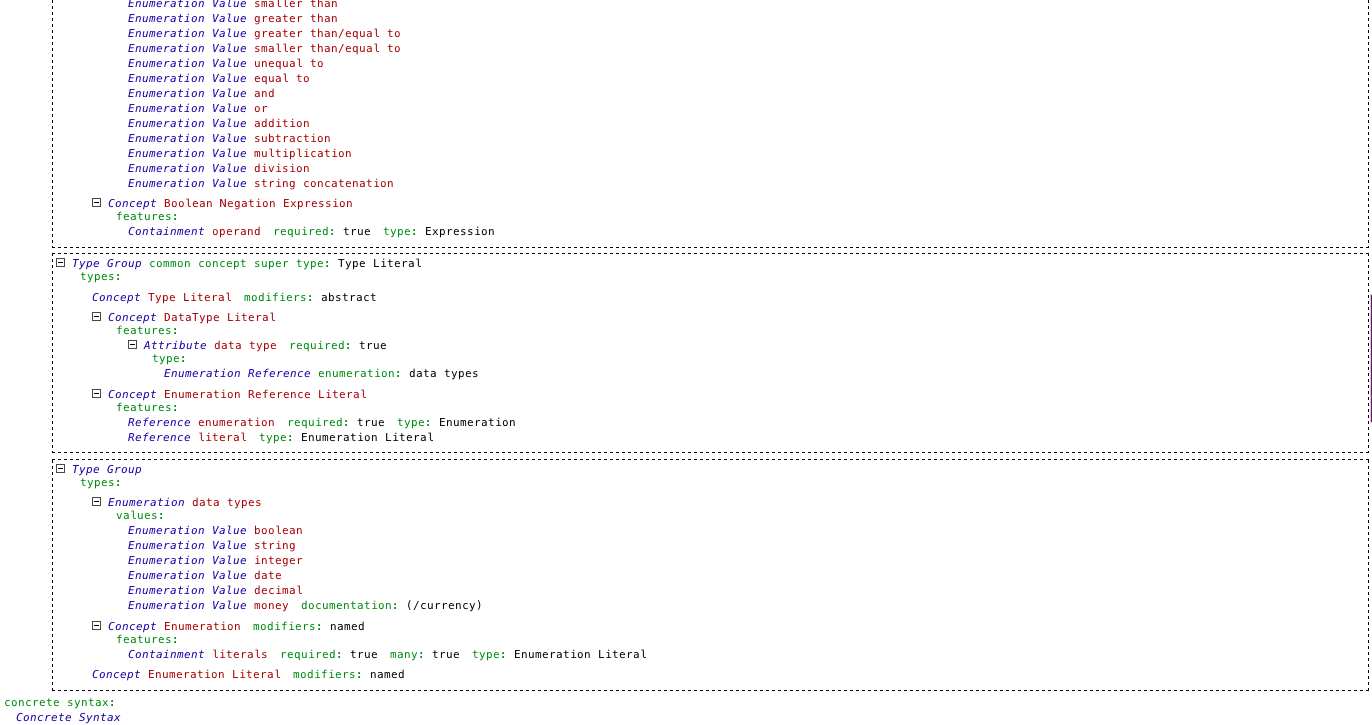 Enumeration Value smaller than
Enumeration Value greater than
Enumeration Value greater than/equal to
Enumeration Value smaller than/equal to
Enumeration Value unequal to
Enumeration Value equal to
Enumeration Value and
Enumeration Value or
Enumeration Value addition
Enumeration Value subtraction
Enumeration Value multiplication
Enumeration Value division
Enumeration Value string concatenation
Concept Boolean Negation Expression
features:
Containment operand required: true type: Expression
Type Group common concept super type: Type Literal
types:
Concept Type Literal modifiers: abstract
Concept DataType Literal
features:
Attribute data type required: true
type:
Enumeration Reference enumeration: data types
Concept Enumeration Reference Literal
features:
Reference enumeration required: true type: Enumeration
Reference literal type: Enumeration Literal
Type Group
types:
Enumeration data types
values:
Enumeration Value boolean
Enumeration Value string
Enumeration Value integer
Enumeration Value date
Enumeration Value decimal
Enumeration Value money documentation: (/currency)
Concept Enumeration modifiers: named
features:
Containment literals required: true many: true type: Enumeration Literal
Concept Enumeration Literal modifiers: named
concrete syntax:
Concrete Syntax